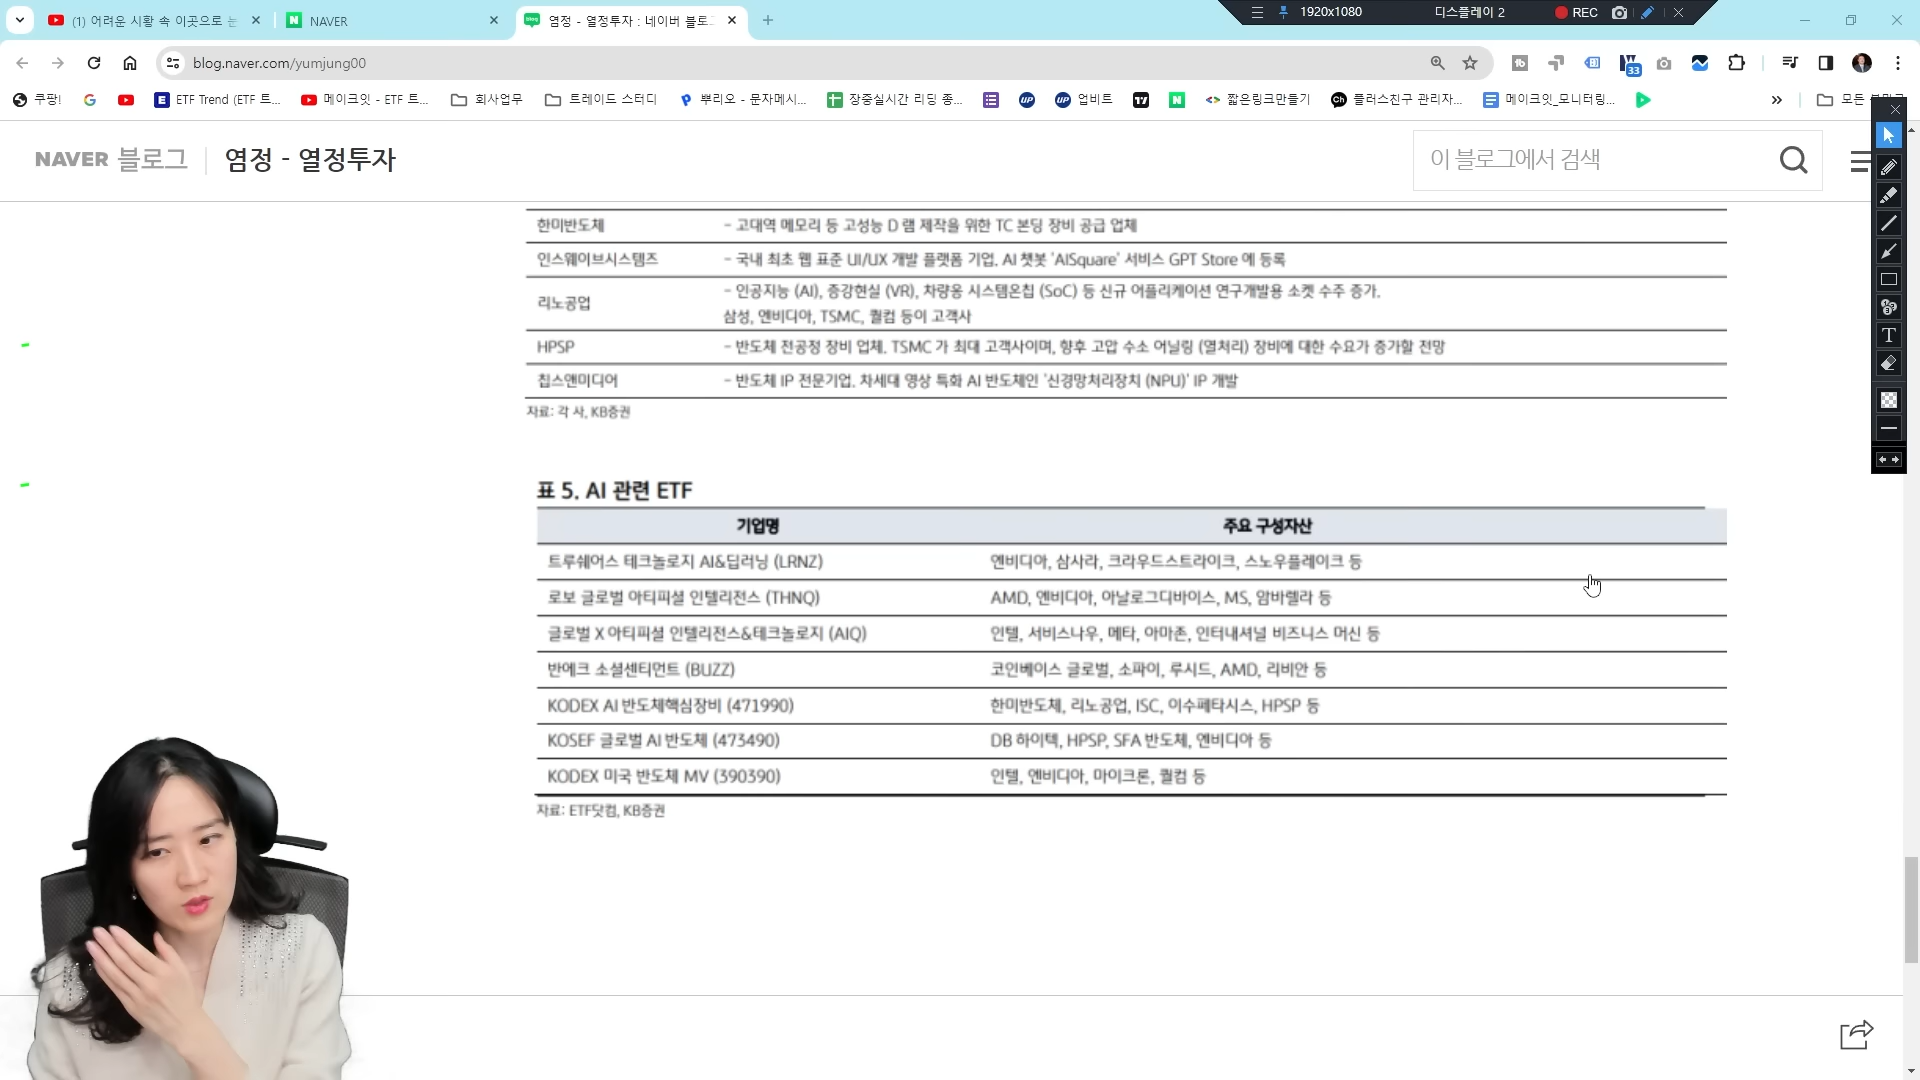 (1) 어려운 시황 속 이곳으로
NAVER
염정 - 열정투자 : 네이버 블로그
1920x1080
디스플레이 2
REC
blog.naver.com/yumjung00
33
쿠팡!
ETF Trend (ETF 트...
메이크잇 - ETF 트...
회사업무
트레이드 스터디
뿌리오 - 문자메시...
장중실시간 리딩 종...
업비트
짧은링크만들기
플러스친구 관리자...
메이크잇_모니터링...
모든
NAVER 블로그
염정 - 열정투자
이 블로그에서 검색
한미반도체 - 고대역 메모리 등 고성능 D 램 제작을 위한 TC 본딩 장비 공급 업체
인스웨이브시스템즈 - 국내 최초 웹 표준 UI/UX 개발 플랫폼 기업. AI 챗봇 'AISquare' 서비스 GPT Store 에 등록
리노공업 - 인공지능 (AI), 증강현실 (VR), 차량용 시스템온칩 (SoC) 등 신규 어플리케이션 연구개발용 소켓 수주 증가.
삼성, 엔비디아, TSMC, 퀄컴 등이 고객사
HPSP - 반도체 전공정 장비 업체. TSMC 가 최대 고객사이며, 향후 고압 수소 어닐링 (열처리) 장비에 대한 수요가 증가할 전망
칩스앤미디어 - 반도체 IP 전문기업. 차세대 영상 특화 AI 반도체인 '신경망처리장치 (NPU)' IP 개발
자료: 각 사, KB증권
표 5. AI 관련 ETF
기업명 주요 구성자산
트루쉐어스 테크놀로지 AI&딥러닝 (LRNZ) 엔비디아, 삼사라, 크라우드스트라이크, 스노우플레이크 등
로보 글로벌 아티피셜 인텔리전스 (THNQ) AMD, 엔비디아, 아날로그디바이스, MS, 암바렐라 등
글로벌 X 아티피셜 인텔리전스&테크놀로지 (AIQ) 인텔, 서비스나우, 메타, 아마존, 인터내셔널 비즈니스 머신 등
반에크 소셜센티먼트 (BUZZ) 코인베이스 글로벌, 소파이, 루시드, AMD, 리비안 등
KODEX AI 반도체핵심장비 (471990) 한미반도체, 리노공업, ISC, 이수페타시스, HPSP 등
KOSEF 글로벌 AI 반도체 (473490) DB 하이텍, HPSP, SFA 반도체, 엔비디아 등
KODEX 미국 반도체 MV (390390) 인텔, 엔비디아, 마이크론, 퀄컴 등
자료: ETF닷컴, KB증권